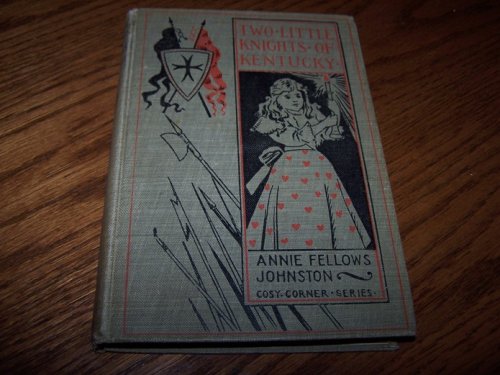 TWO·LITTLE
KNIGHTS·OF
KENTUCKY·
ANNIE FELLOWS
JOHNSTON
COSY·CORNER·SERIES·